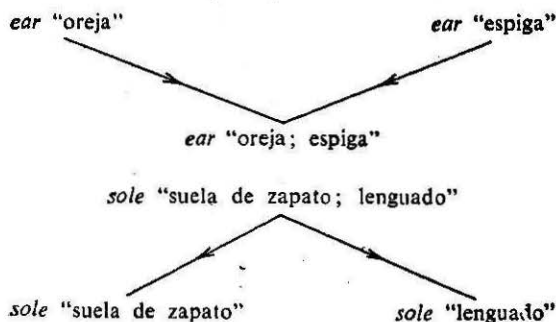 ear “oreja” ear “espiga”
ear “oreja; espiga”
sole “suela de zapato; lenguado”
sole “suela de zapato” sole “lenguado”